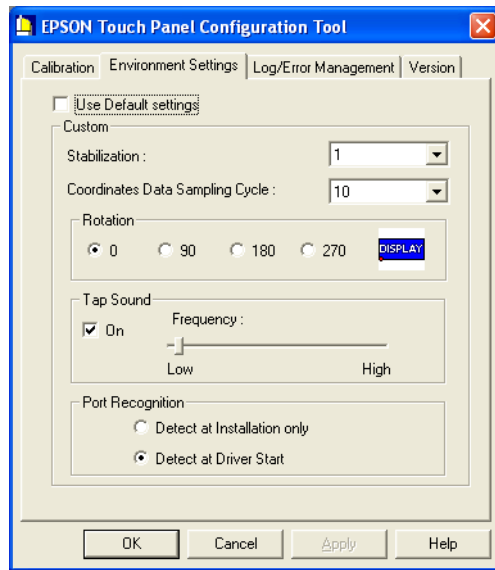 EPSON Touch Panel Configuration Tool
Calibration Environment Settings Log/Error Management Version
Use Default settings
Custom
Stabilization : 1
Coordinates Data Sampling Cycle : 10
Rotation
0 90 180 270 DISPLAY
Tap Sound
On Frequency :
Low High
Port Recognition
Detect at Installation only
Detect at Driver Start
OK Cancel Apply Help